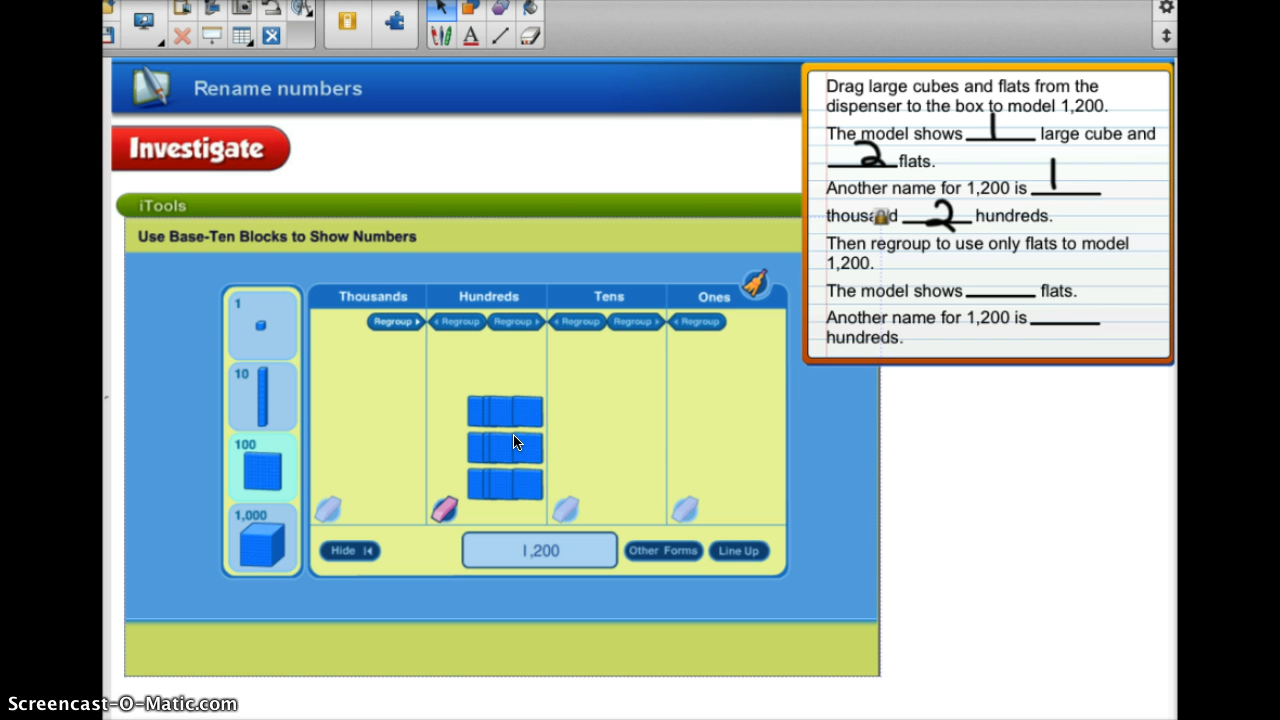 Rename numbers
Investigate
iTools
Use Base-Ten Blocks to Show Numbers
Drag large cubes and flats from the
dispenser to the box to model 1,200.
The model shows 1 large cube and
2 flats.
Another name for 1,200 is 1
thousand 2 hundreds.
Then regroup to use only flats to model
1,200.
The model shows ______ flats.
Another name for 1,200 is ______
hundreds.
Thousands Hundreds Tens Ones
Regroup Regroup Regroup Regroup Regroup Regroup
1
10
100
1,000
Hide 1,200 Other Forms Line Up
Screencast-O-Matic.com